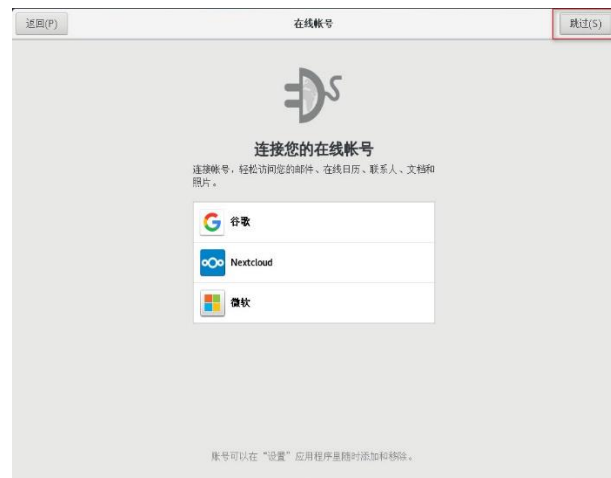 返回(P)
在线帐号
跳过(S)
连接您的在线帐号
连接帐号，轻松访问您的邮件、在线日历、联系人、文档和
照片。
谷歌
Nextcloud
微软
账号可以在“设置”应用程序里随时添加和移除。